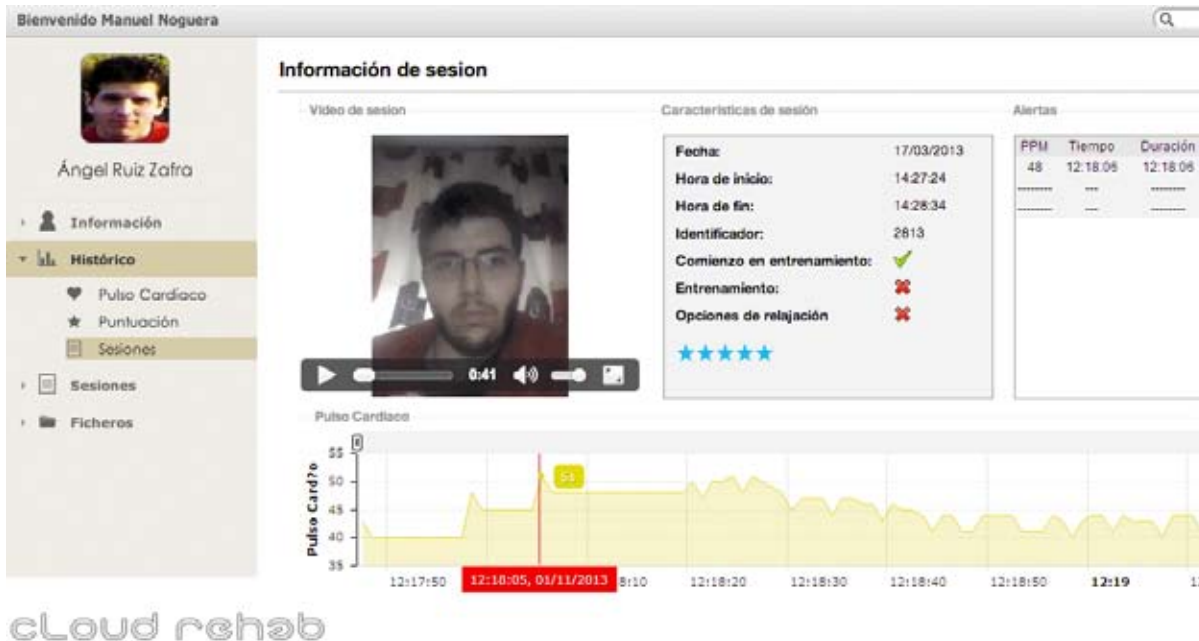 Bienvenido Manuel Noguera
Ángel Ruiz Zafra
Información
Histórico
Pulso Cardíaco
Puntuación
Sesiones
Sesiones
Ficheros
Información de sesion
Video de sesion
0:41
Características de sesión
Fecha: 17/03/2013
Hora de inicio: 14:27:24
Hora de fin: 14:28:34
Identificador: 2813
Comienzo en entrenamiento:
Entrenamiento:
Opciones de relajación
Alertas
PPM Tiempo Duración
48 12:18:06 12:18:06
-------- --- --------
-------- --- --------
Pulso Cardíaco
Pulso Card?o
55
50
45
40
35
51
12:17:50 12:18:05, 01/11/2013 8:10 12:18:20 12:18:30 12:18:40 12:18:50 12:19
cLoud rehab